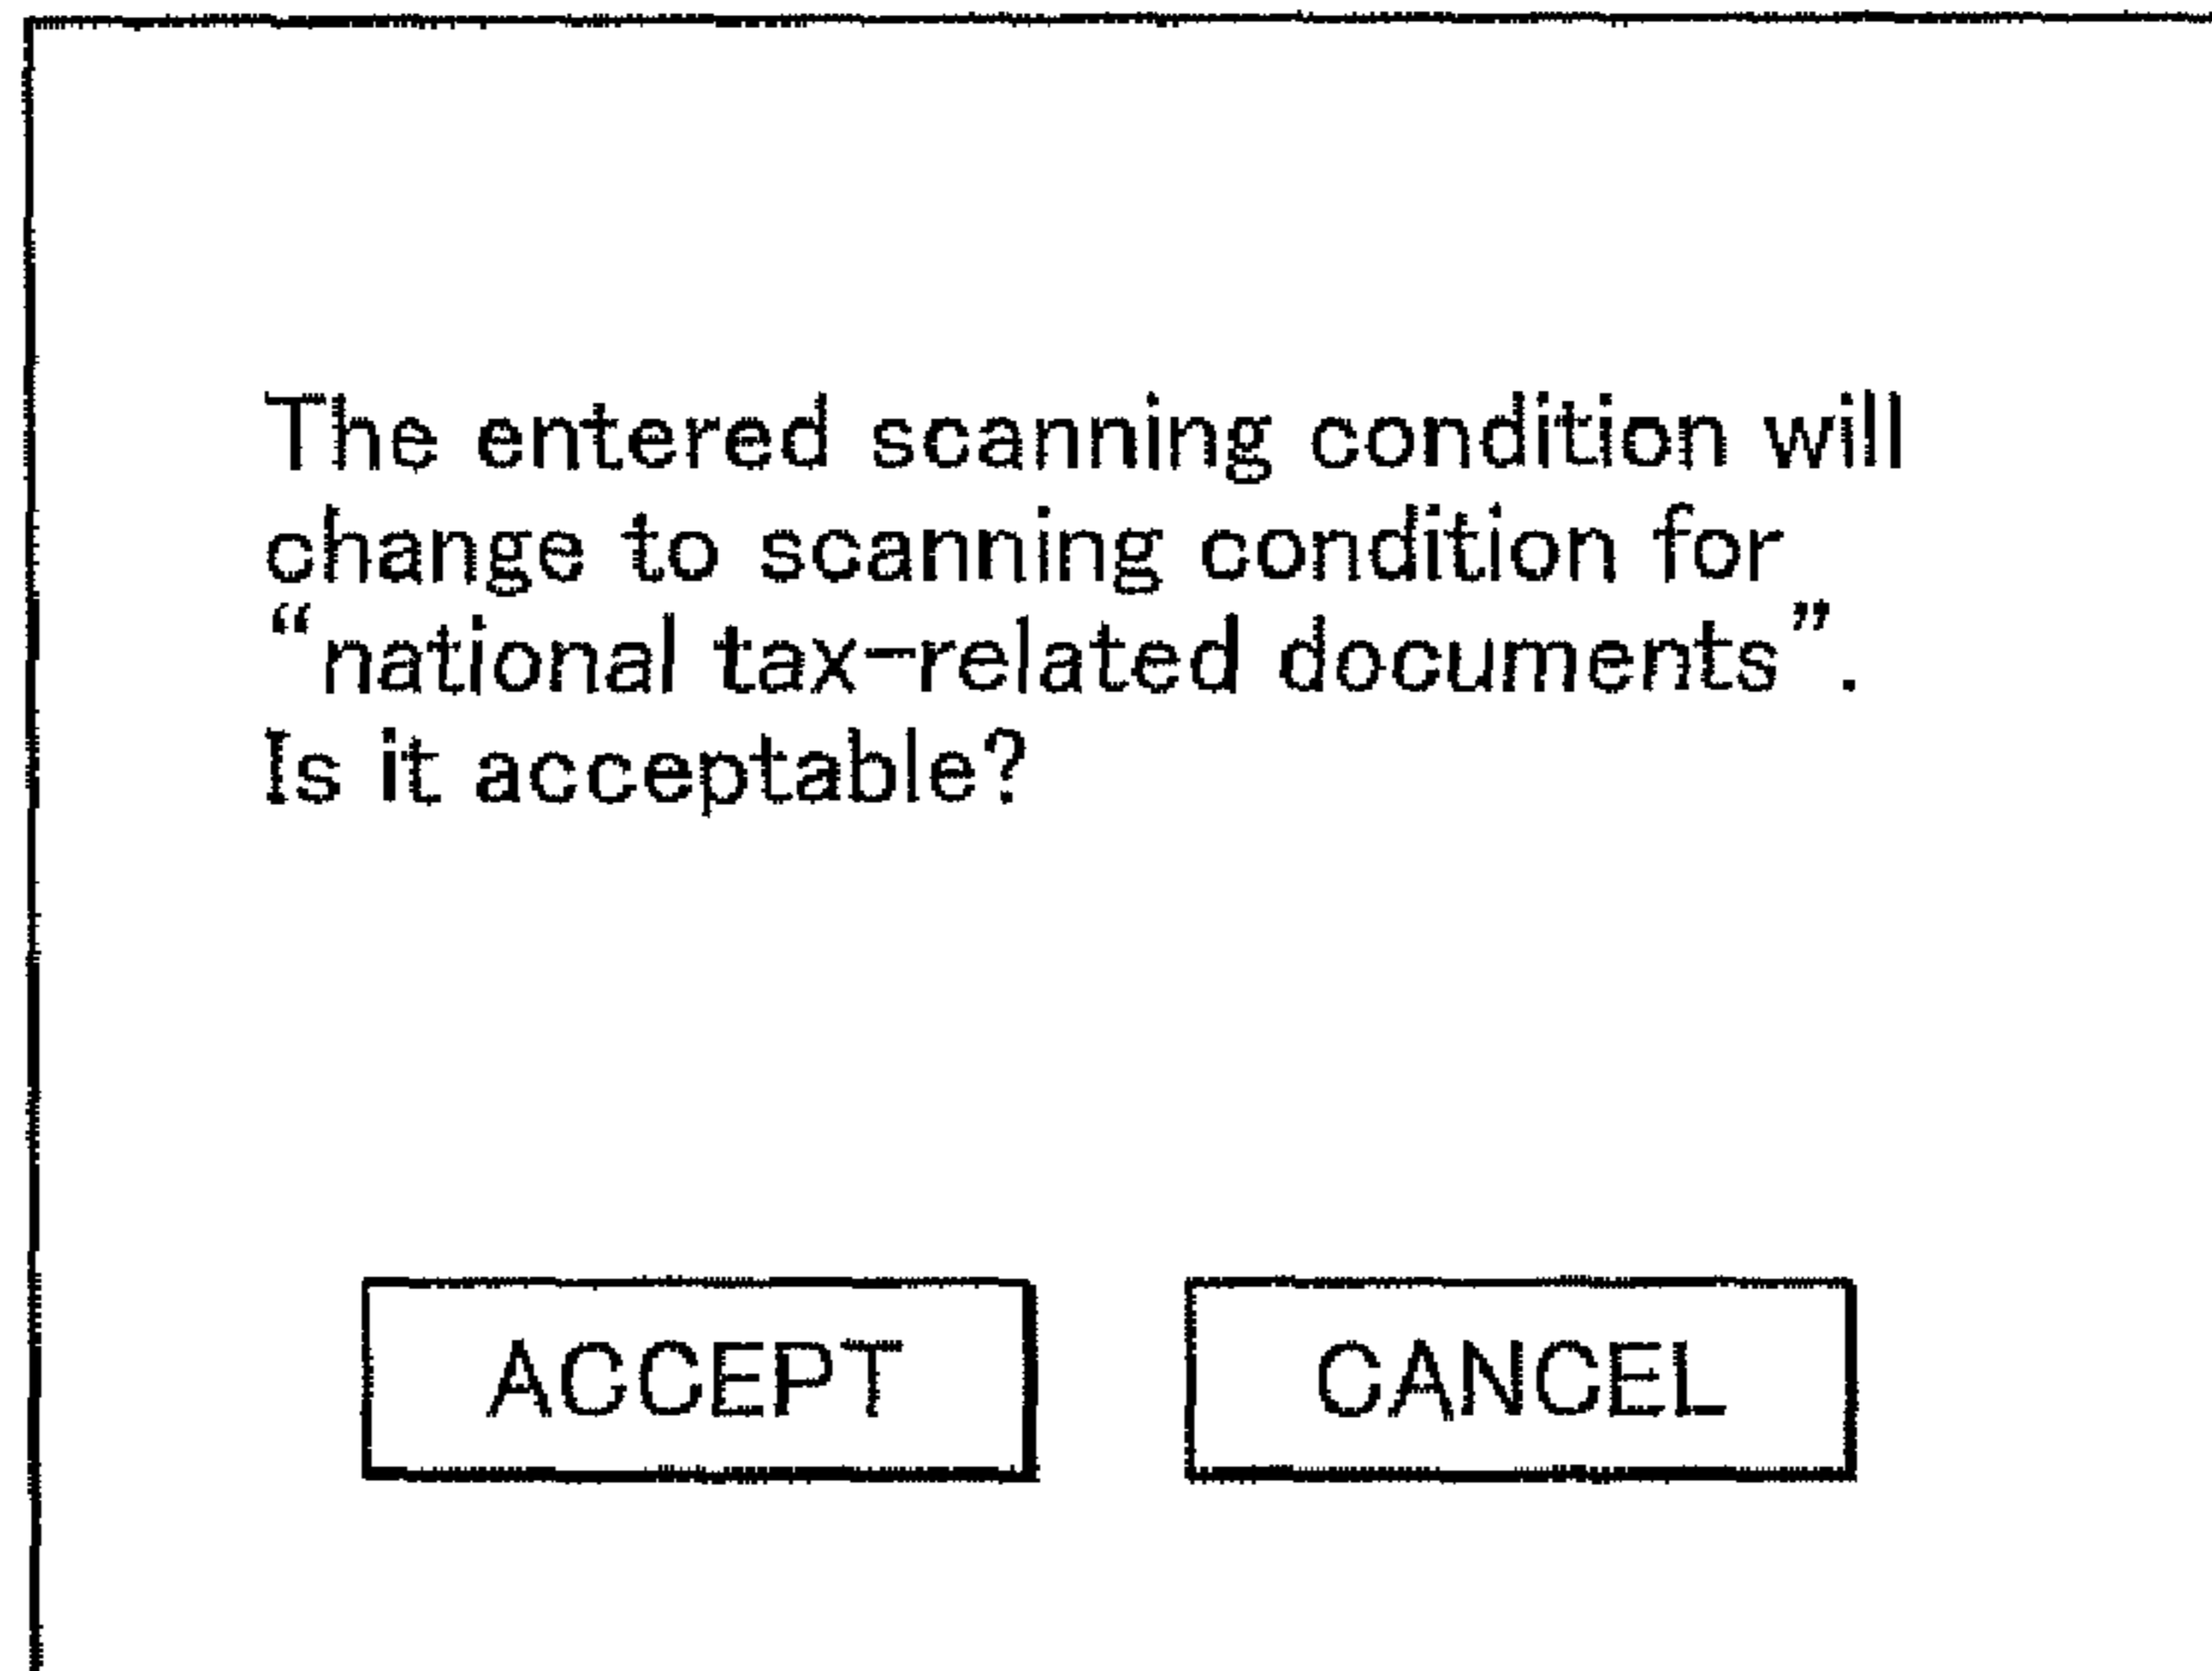 The entered scanning condition will
change to scanning condition for
“national tax-related documents”.
Is it acceptable?
ACCEPT
CANCEL